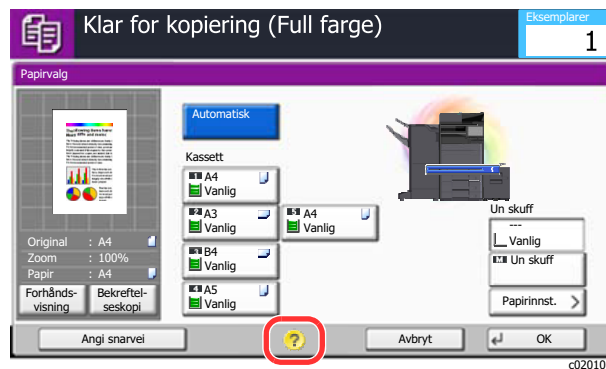 Klar for kopiering (Full farge)
Eksemplarer
1
Papirvalg
Automatisk
Kassett
1 A4
Vanlig
2 A3
Vanlig
5 A4
Vanlig
3 B4
Vanlig
4 A5
Vanlig
Un skuff
---
Vanlig
M Un skuff
Papirinnst.
Original : A4
Zoom : 100%
Papir : A4
Forhånds-
visning
Bekreftel-
seskopi
Angi snarvei
?
Avbryt
OK
c02010